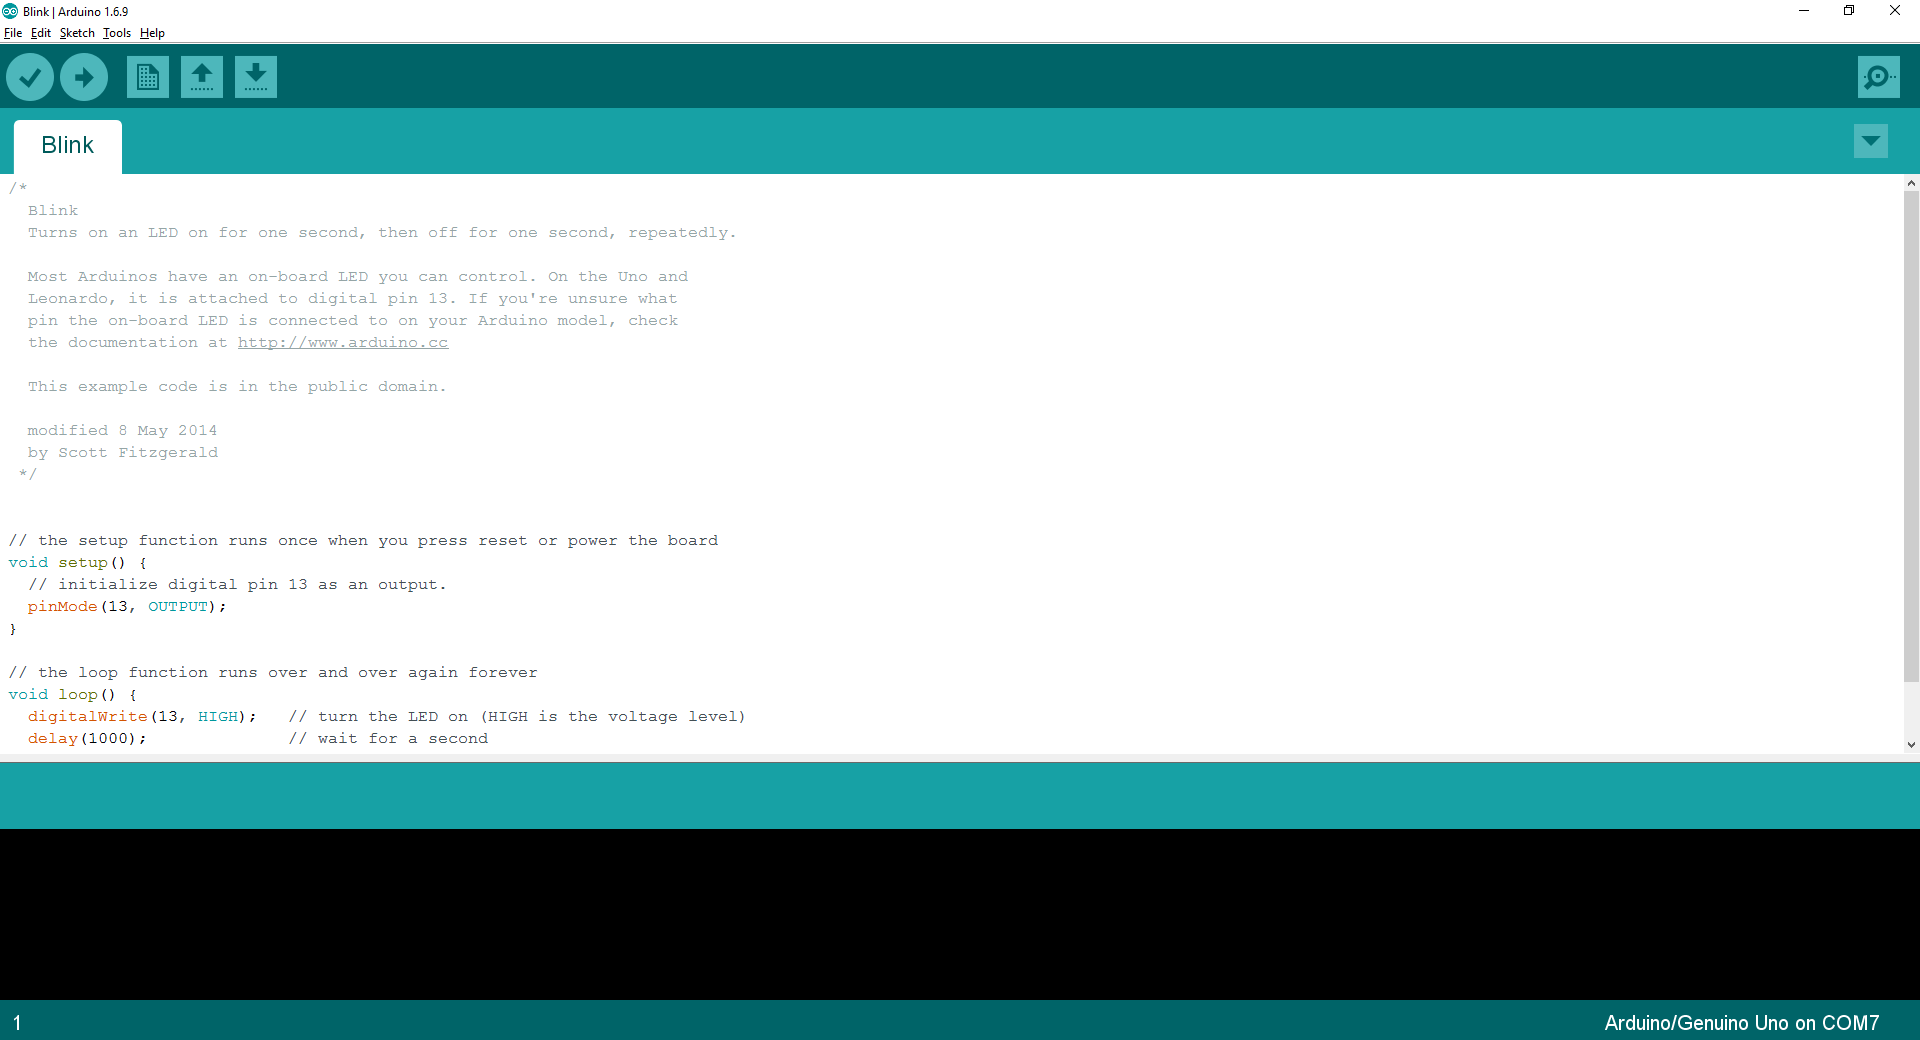 Blink | Arduino 1.6.9
File Edit Sketch Tools Help
Blink
/*
  Blink
  Turns on an LED on for one second, then off for one second, repeatedly.

  Most Arduinos have an on-board LED you can control. On the Uno and
  Leonardo, it is attached to digital pin 13. If you're unsure what
  pin the on-board LED is connected to on your Arduino model, check
  the documentation at http://www.arduino.cc

  This example code is in the public domain.

  modified 8 May 2014
  by Scott Fitzgerald
 */

// the setup function runs once when you press reset or power the board
void setup() {
  // initialize digital pin 13 as an output.
  pinMode(13, OUTPUT);
}

// the loop function runs over and over again forever
void loop() {
  digitalWrite(13, HIGH);   // turn the LED on (HIGH is the voltage level)
  delay(1000);              // wait for a second
1
Arduino/Genuino Uno on COM7